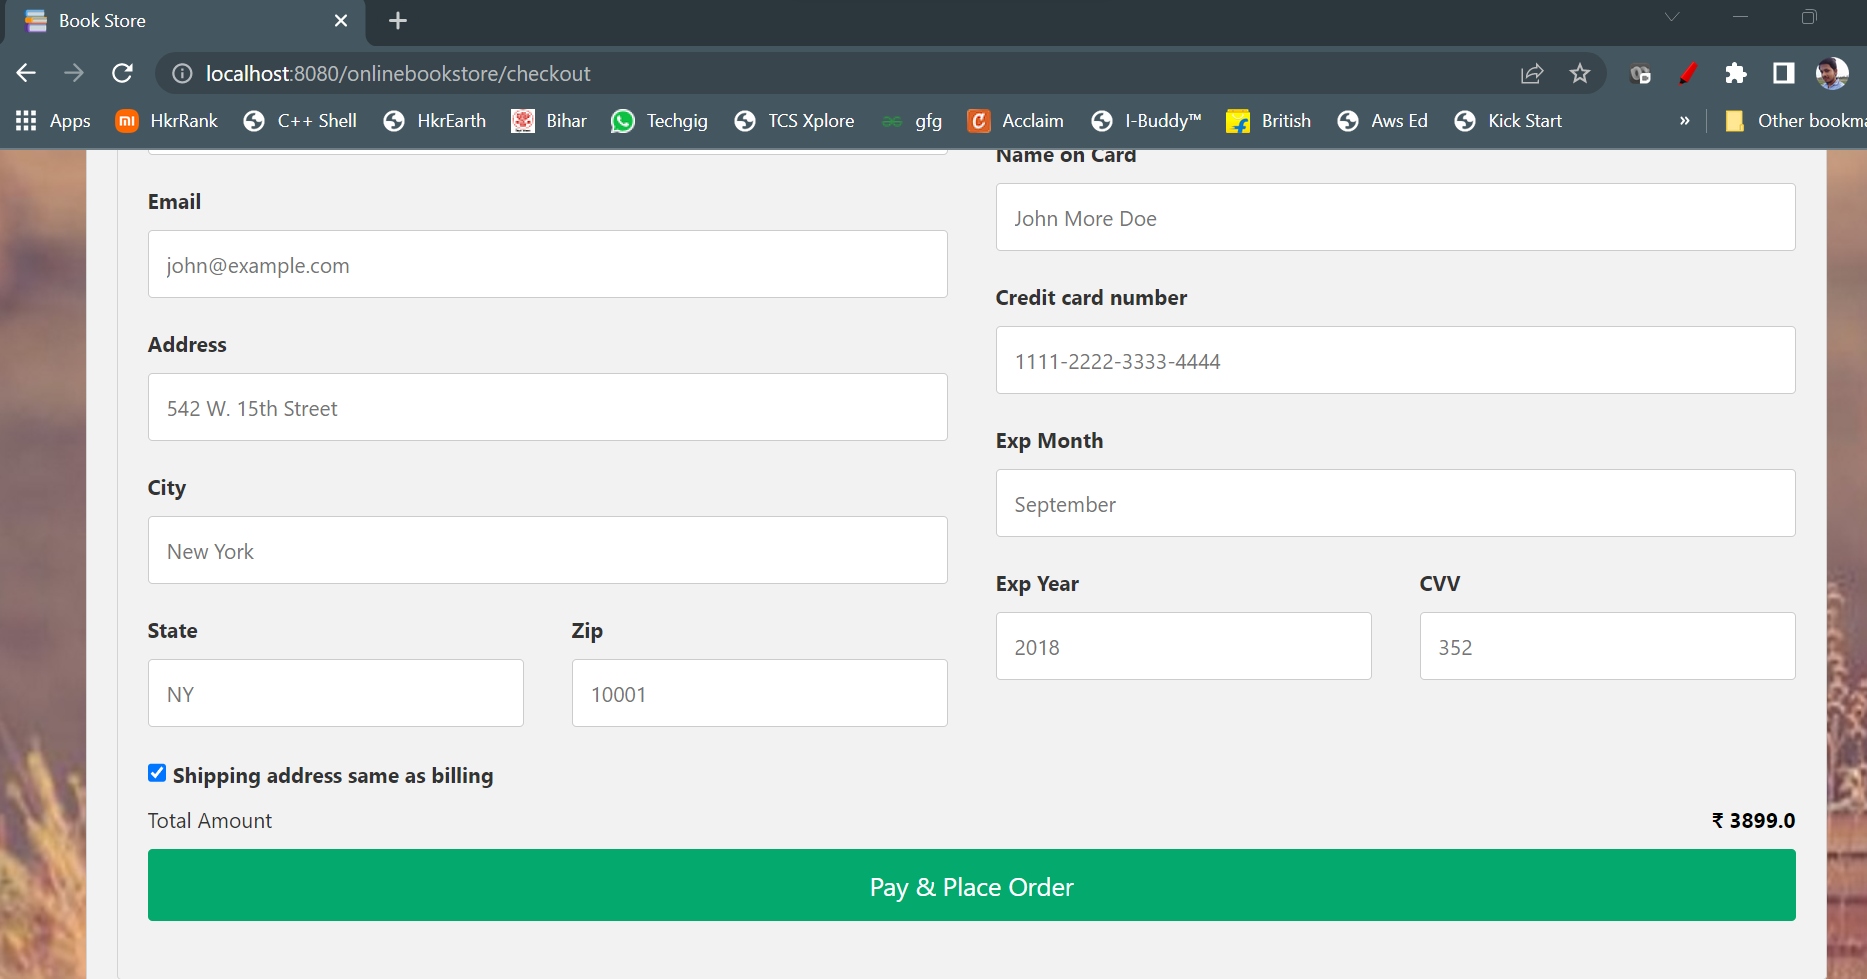 Book Store
localhost:8080/onlinebookstore/checkout
Apps HkrRank C++ Shell HkrEarth Bihar Techgig TCS Xplore gfg Acclaim I-Buddy™ British Aws Ed Kick Start » Other bookma
Email
john@example.com
Address
542 W. 15th Street
City
New York
State Zip
NY 10001
Shipping address same as billing
Name on Card
John More Doe
Credit card number
1111-2222-3333-4444
Exp Month
September
Exp Year CVV
2018 352
Total Amount ₹ 3899.0
Pay & Place Order